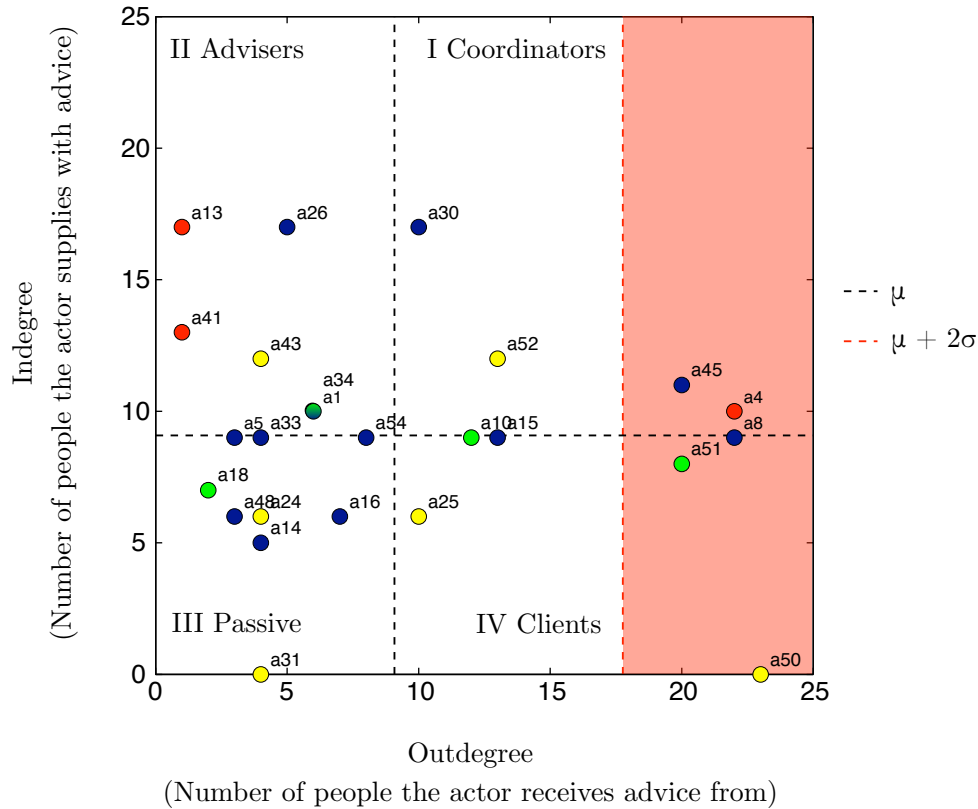 25
II Advisers
I Coordinators
20
a13
a26
a30
15
a41
a43
a52
a34
a1
a45
a4
10
a5
a33
a54
a10
a15
a8
a51
a18
a48
a24
a16
a25
a14
5
III Passive
IV Clients
a31
a50
0
0
5
10
15
20
25
Indegree
(Number of people the actor supplies with advice)
Outdegree
(Number of people the actor receives advice from)
μ
μ + 2σ